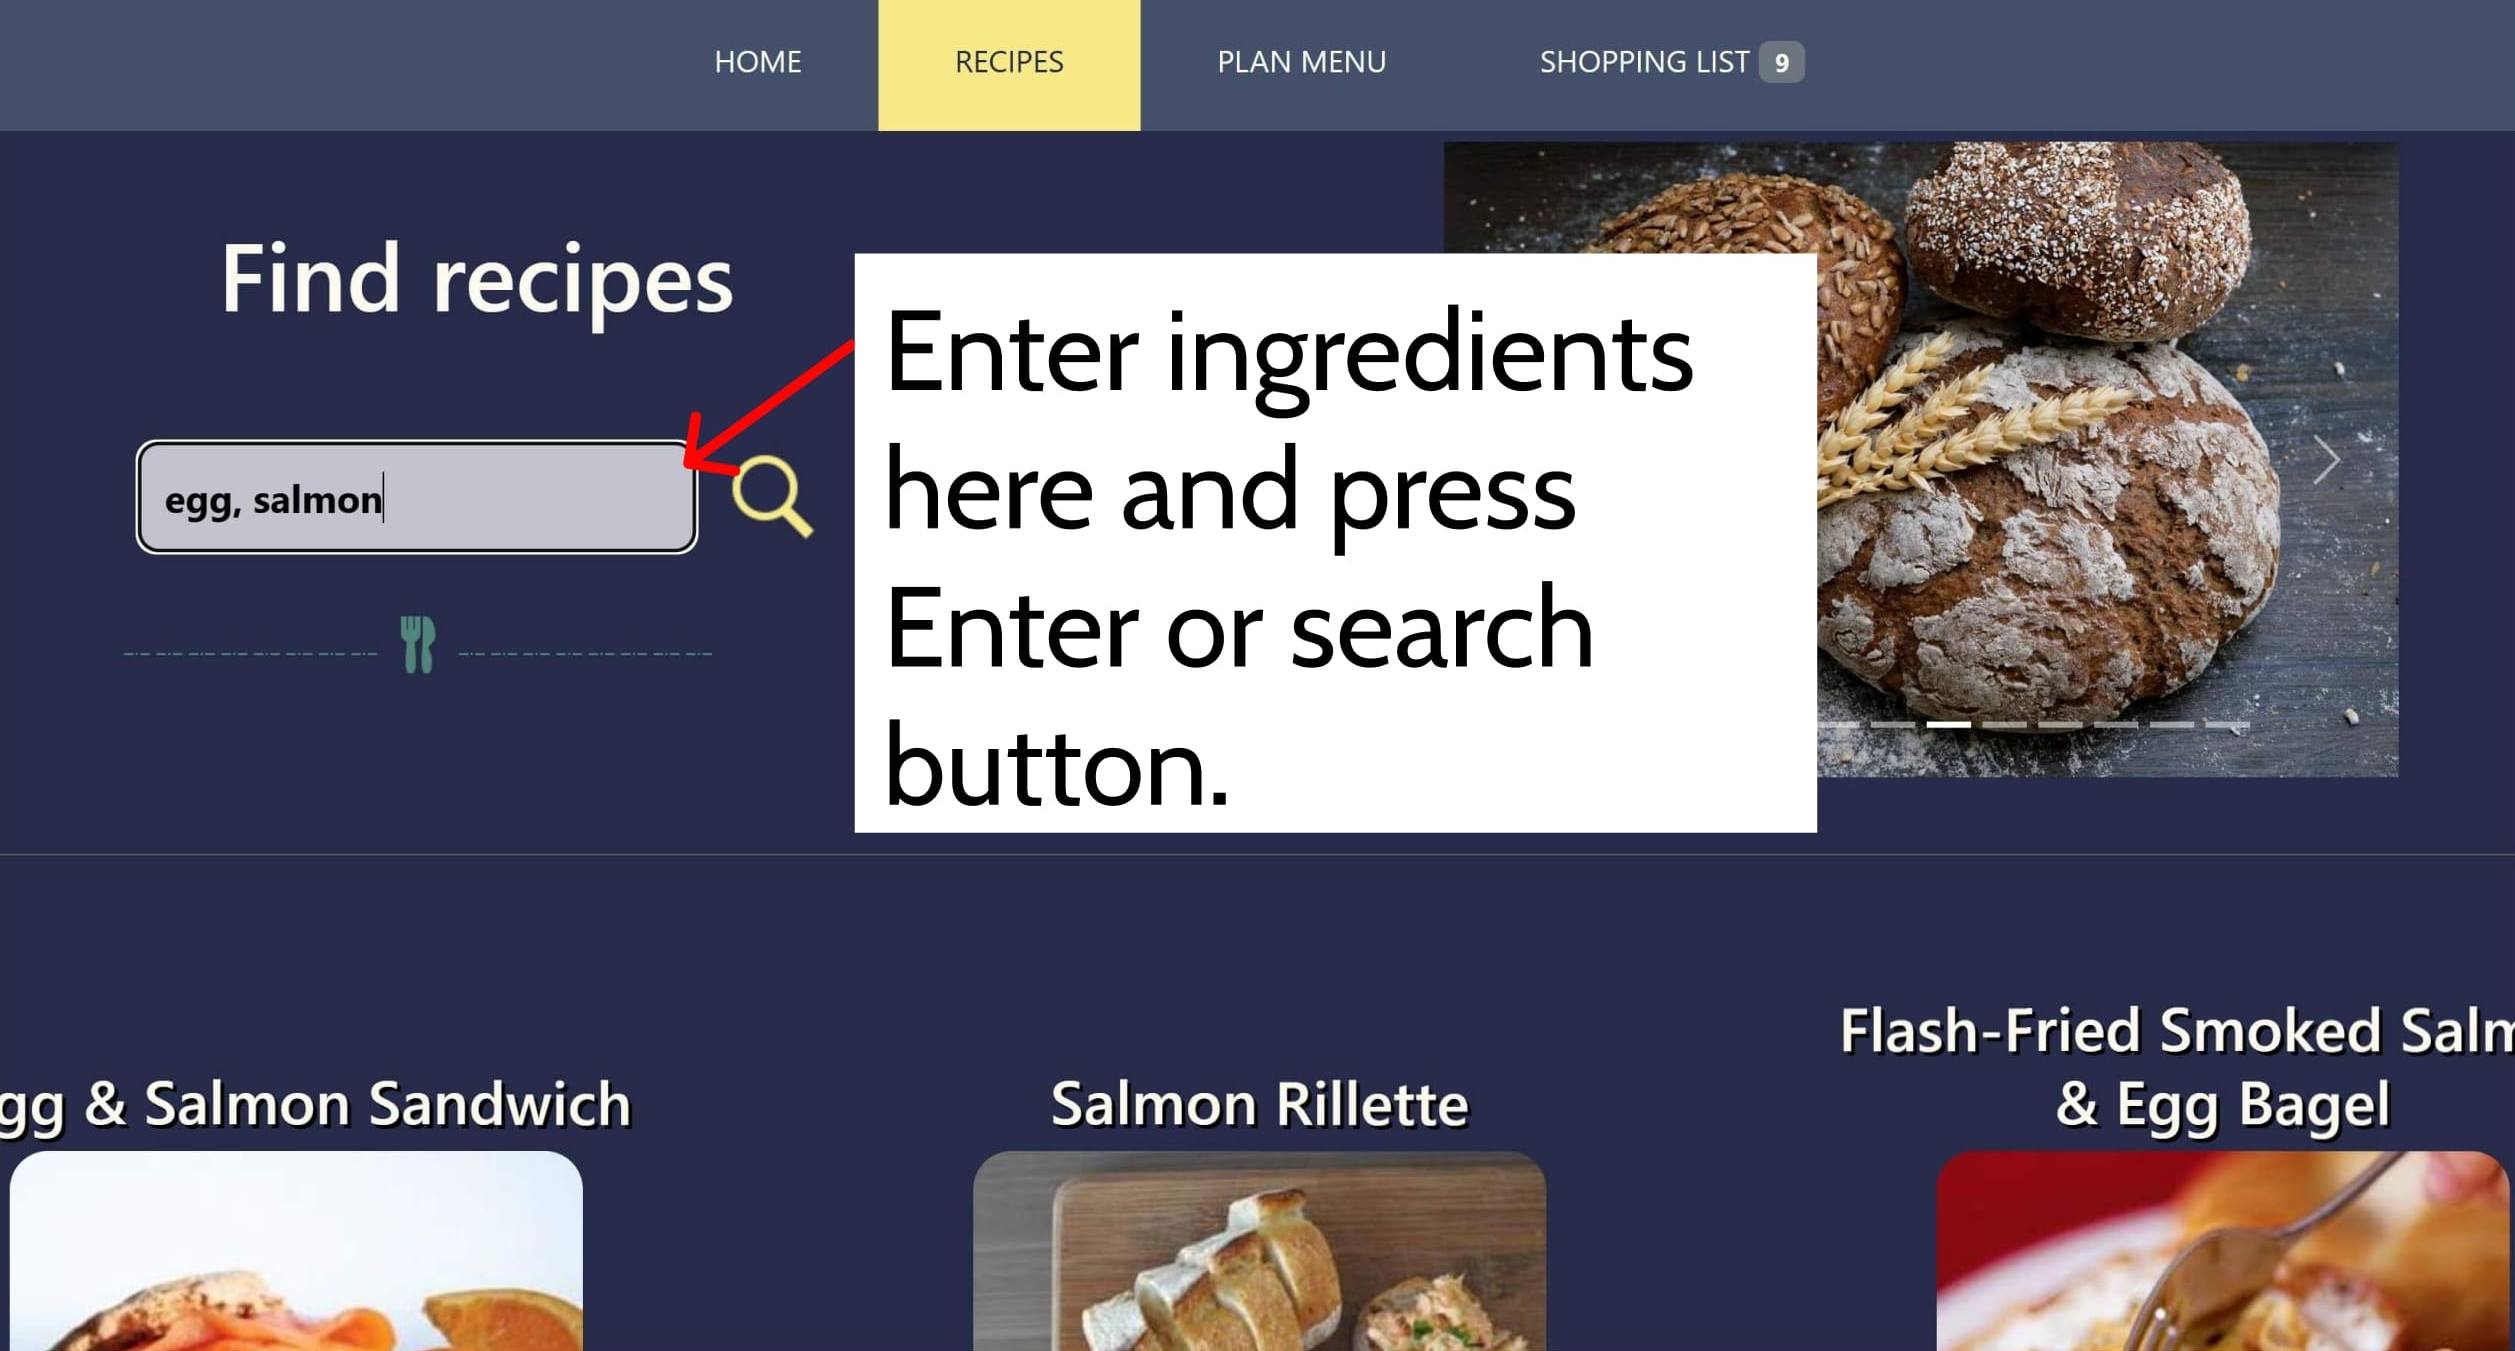 HOME RECIPES PLAN MENU SHOPPING LIST 9
Find recipes
egg, salmon
Enter ingredients
here and press
Enter or search
button.
gg & Salmon Sandwich
Salmon Rillette
Flash-Fried Smoked Salm
& Egg Bagel